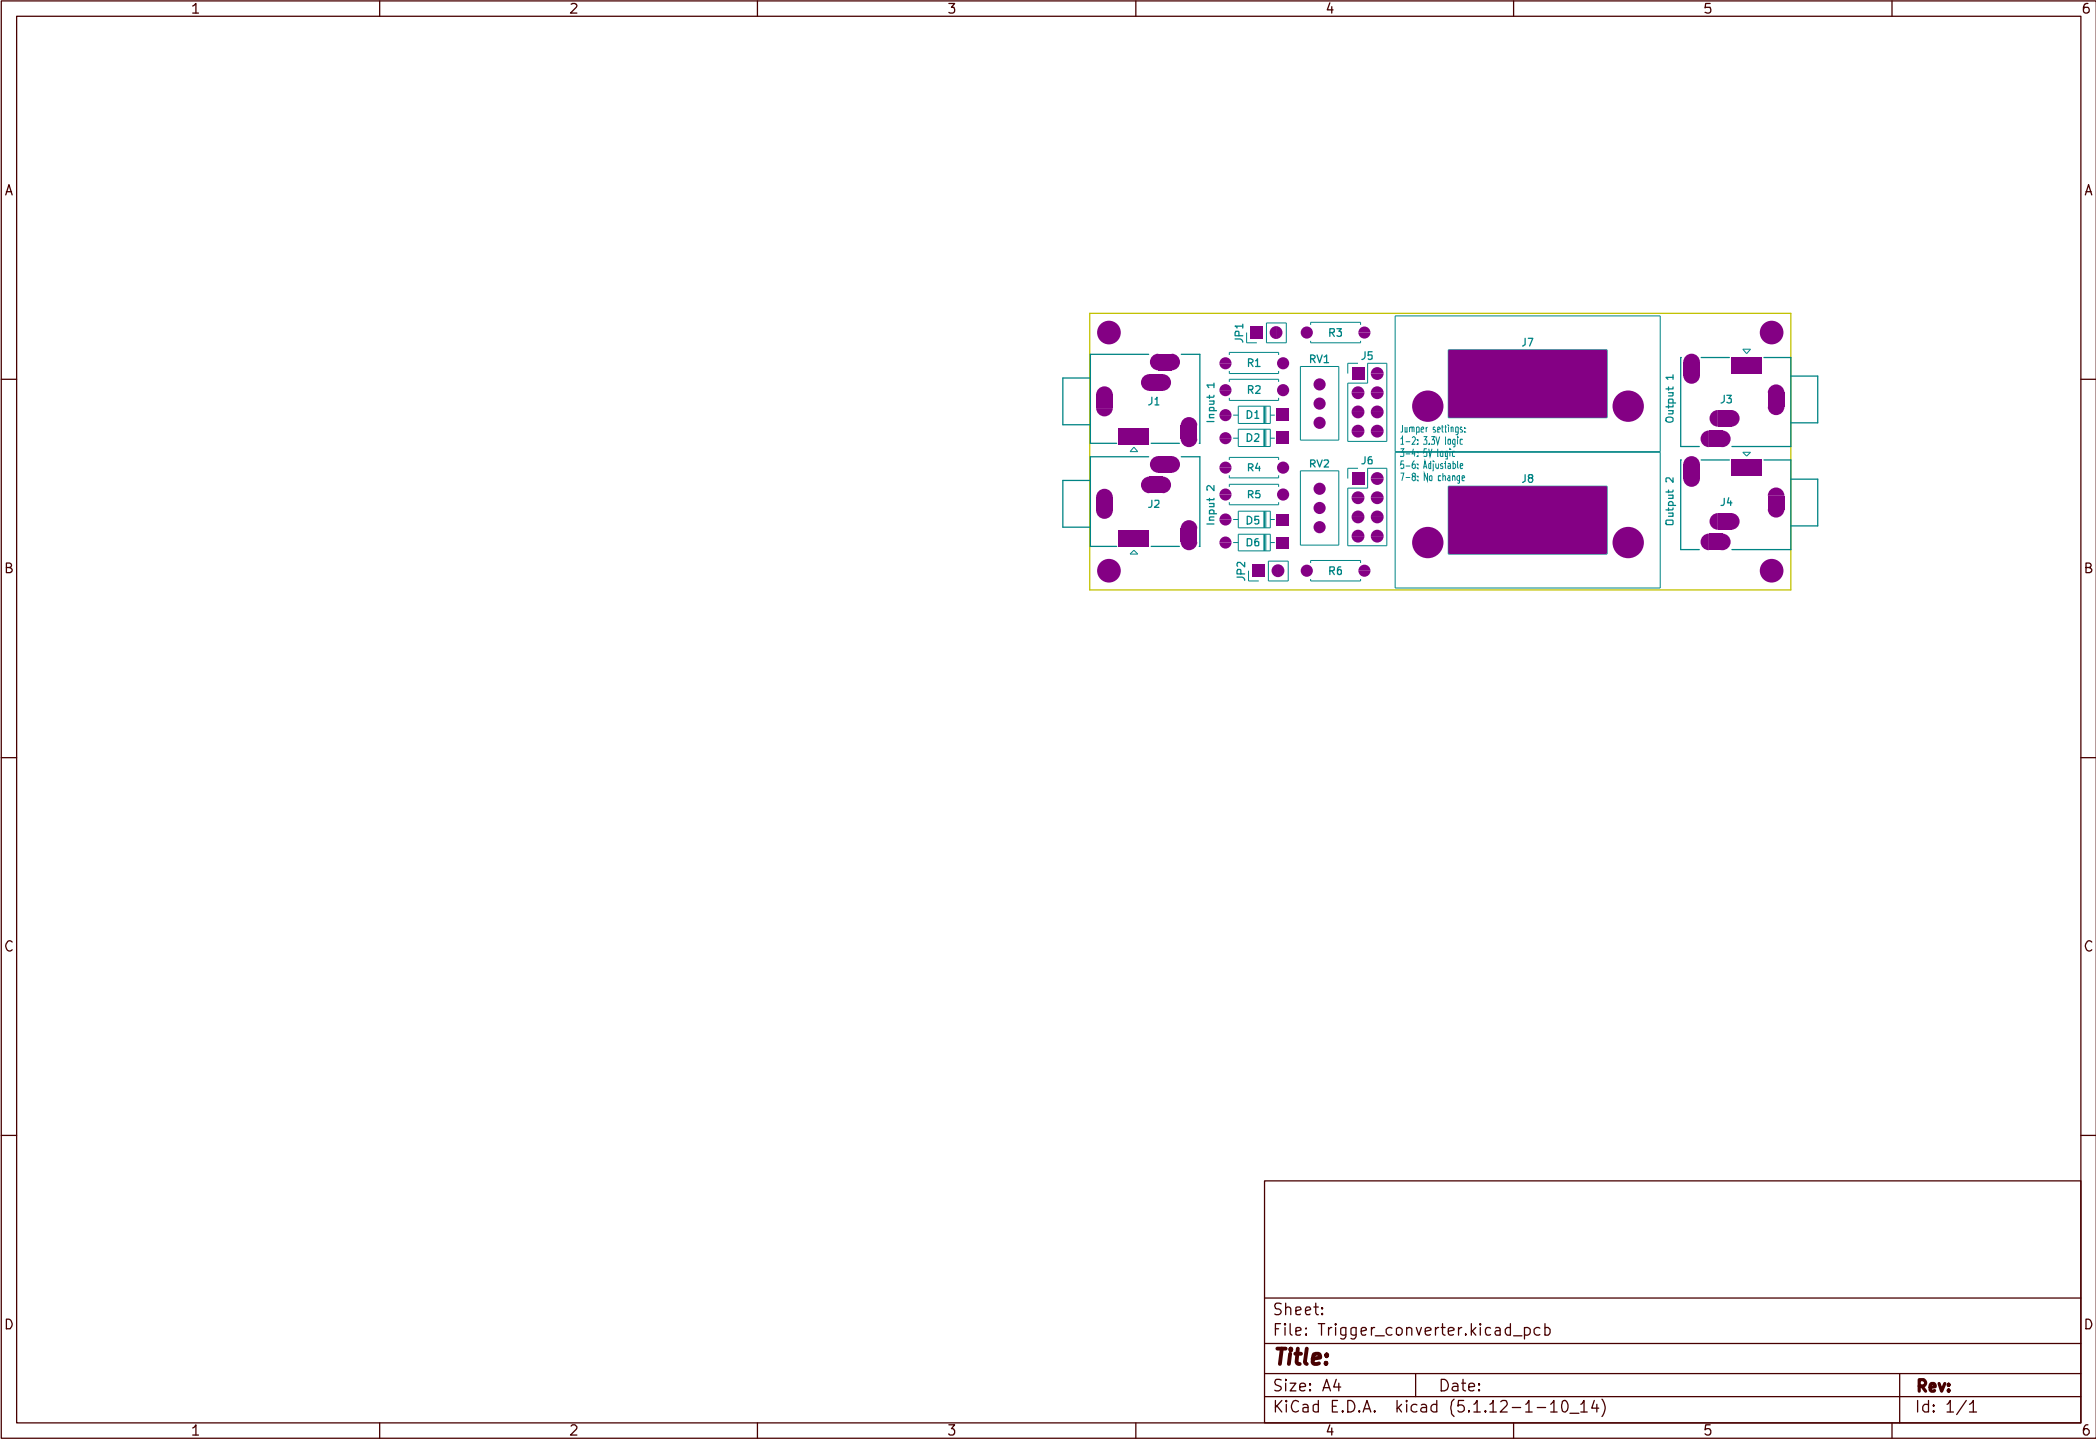 1 2 3 4 5 6
A A
JP1
R3
J7
R1
RV1
J5
R2
J1
Input 1
D1
D2
Output 1
J3
Jumper settings:
1-2: 3.3V logic
3-4: 5V logic
5-6: Adjustable
7-8: No change
R4
RV2
J6
J8
R5
J2
Input 2
D5
D6
Output 2
J4
JP2
R6
B B
C C
D D
Sheet:
File: Trigger_converter.kicad_pcb
Title:
Size: A4 Date: Rev:
KiCad E.D.A. kicad (5.1.12-1-10_14) Id: 1/1
1 2 3 4 5 6